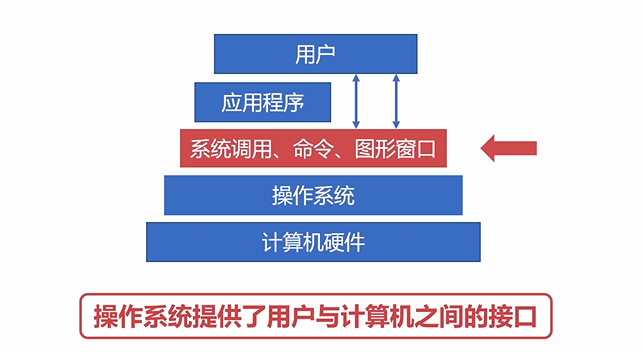 用户
应用程序
系统调用、命令、图形窗口
操作系统
计算机硬件
操作系统提供了用户与计算机之间的接口